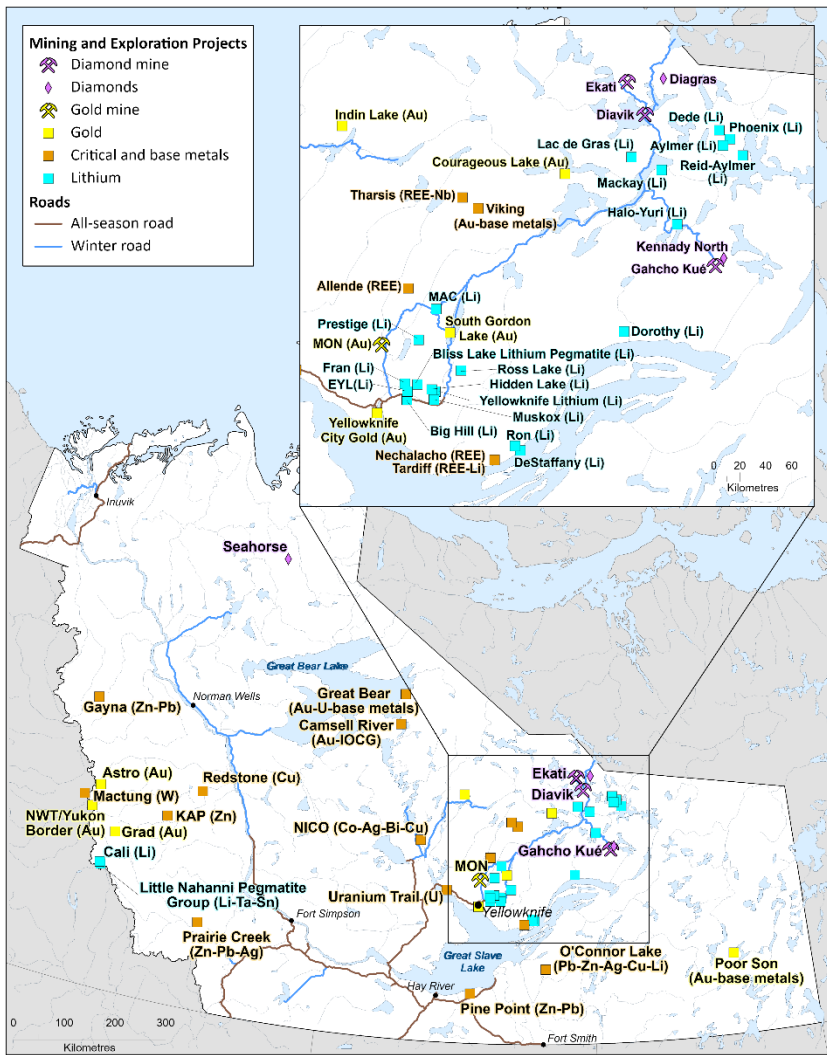 Mining and Exploration Projects
Diamond mine
Diamonds
Gold mine
Gold
Critical and base metals
Lithium
Roads
All-season road
Winter road
Ekati
Diagras
Diavik
Indin Lake (Au)
Dede (Li)
Phoenix (Li)
Lac de Gras (Li)
Aylmer (Li)
Courageous Lake (Au)
Reid-Aylmer
(Li)
Mackay (Li)
Tharsis (REE-Nb)
Viking
(Au-base metals)
Halo-Yuri (Li)
Kennady North
Gahcho Kué
Allende (REE)
MAC (Li)
Prestige (Li)
South Gordon
Lake (Au)
Dorothy (Li)
MON (Au)
Bliss Lake Lithium Pegmatite (Li)
Fran (Li)
Ross Lake (Li)
EYL(Li)
Hidden Lake (Li)
Yellowknife Lithium (Li)
Muskox (Li)
Yellowknife
City Gold (Au)
Big Hill (Li)
Ron (Li)
Nechalacho (REE)
Tardiff (REE-Li)
DeStaffany (Li)
0 20 40 60
Kilometres
Inuvik
Seahorse
Great Bear Lake
Norman Wells
Gayna (Zn-Pb)
Great Bear
(Au-U-base metals)
Camsell River
(Au-IOCG)
Astro (Au)
Redstone (Cu)
Mactung (W)
NWT/Yukon
Border (Au)
KAP (Zn)
Grad (Au)
Cali (Li)
NICO (Co-Ag-Bi-Cu)
Ekati
Diavik
Gahcho Kué
MON
Little Nahanni Pegmatite
Group (Li-Ta-Sn)
Uranium Trail (U)
Yellowknife
Fort Simpson
Prairie Creek
(Zn-Pb-Ag)
Great Slave
Lake
O'Connor Lake
(Pb-Zn-Ag-Cu-Li)
Poor Son
(Au-base metals)
Hay River
Pine Point (Zn-Pb)
Fort Smith
0 100 200 300
Kilometres